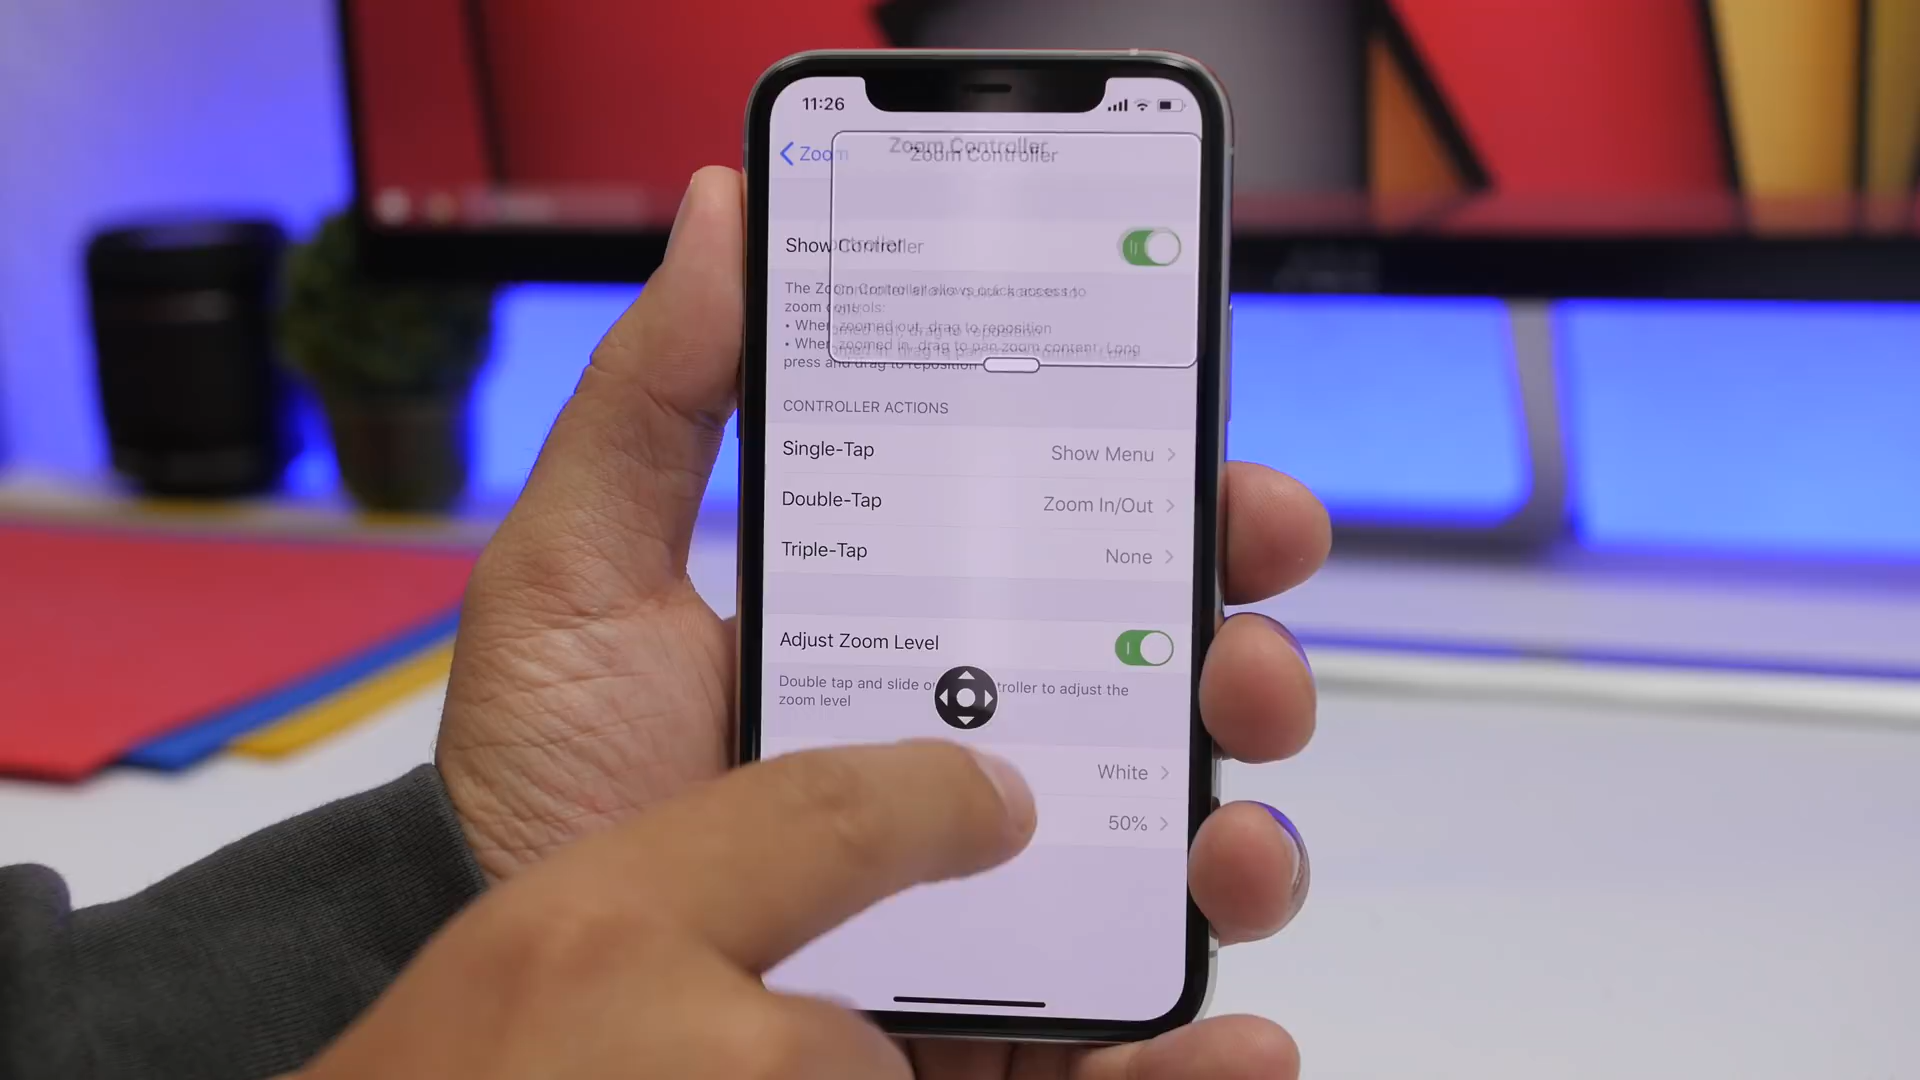 11:26
Zoom
Zoom Controller
Zoom Controller
Show Controller
The Zoom Controller allows quick access to
zoom controls:
• When zoomed out, drag to reposition
• When zoomed in, drag to pan zoom content. Long
press and drag to reposition
CONTROLLER ACTIONS
Single-Tap Show Menu
Double-Tap Zoom In/Out
Triple-Tap None
Adjust Zoom Level
Double tap and slide troller to adjust the
zoom level
White
50%